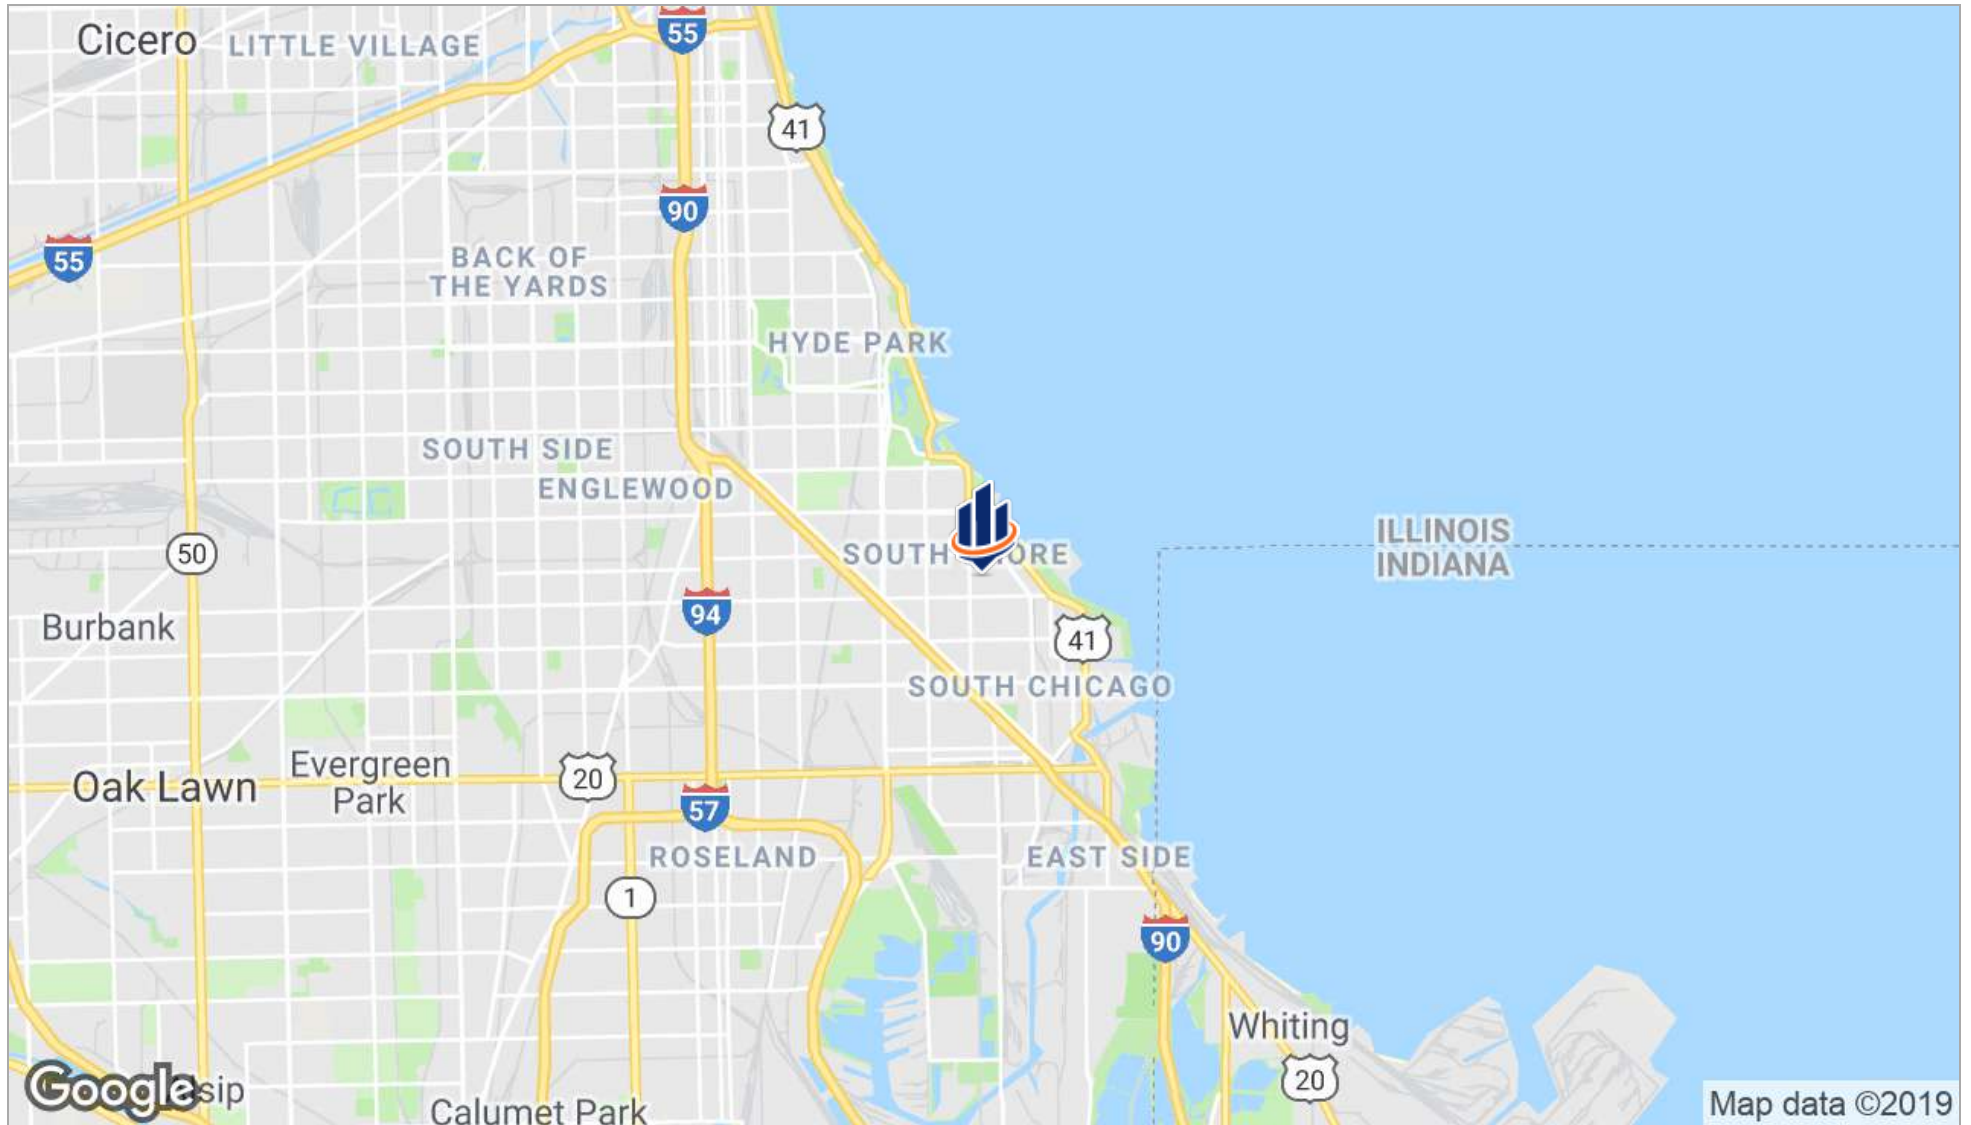 Cicero
LITTLE VILLAGE
55
41
90
55
BACK OF
THE YARDS
HYDE PARK
SOUTH SIDE
ENGLEWOOD
ILLINOIS
INDIANA
50
SOUTH
94
Burbank
41
SOUTH CHICAGO
Evergreen
Park
20
Oak Lawn
57
ROSELAND
EAST SIDE
1
90
Whiting
20
Google
Calumet Park
Map data ©2019